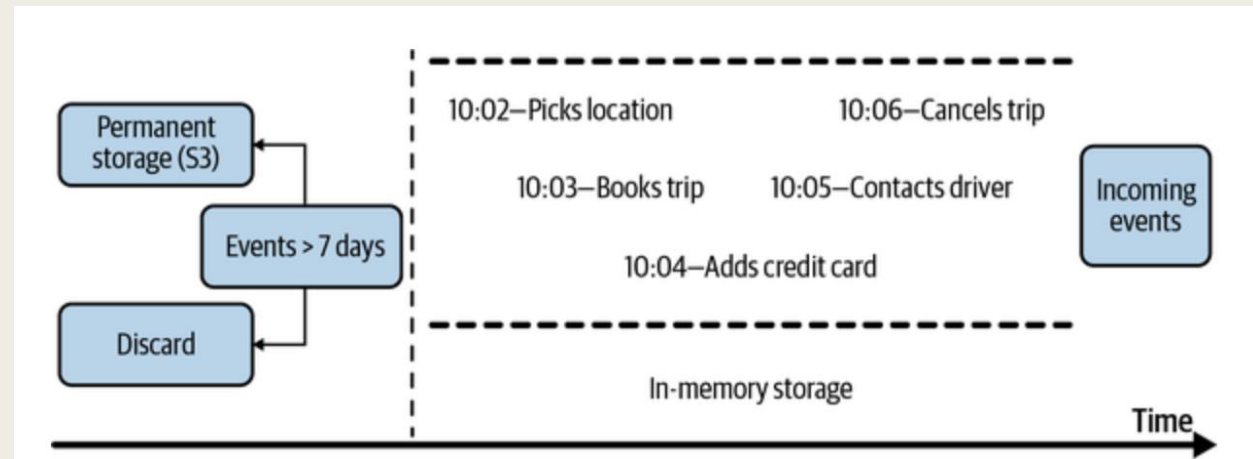 Permanent
storage (S3)
Events > 7 days
Discard
10:02—Picks location
10:06—Cancels trip
10:03—Books trip
10:05—Contacts driver
10:04—Adds credit card
Incoming
events
In-memory storage
Time